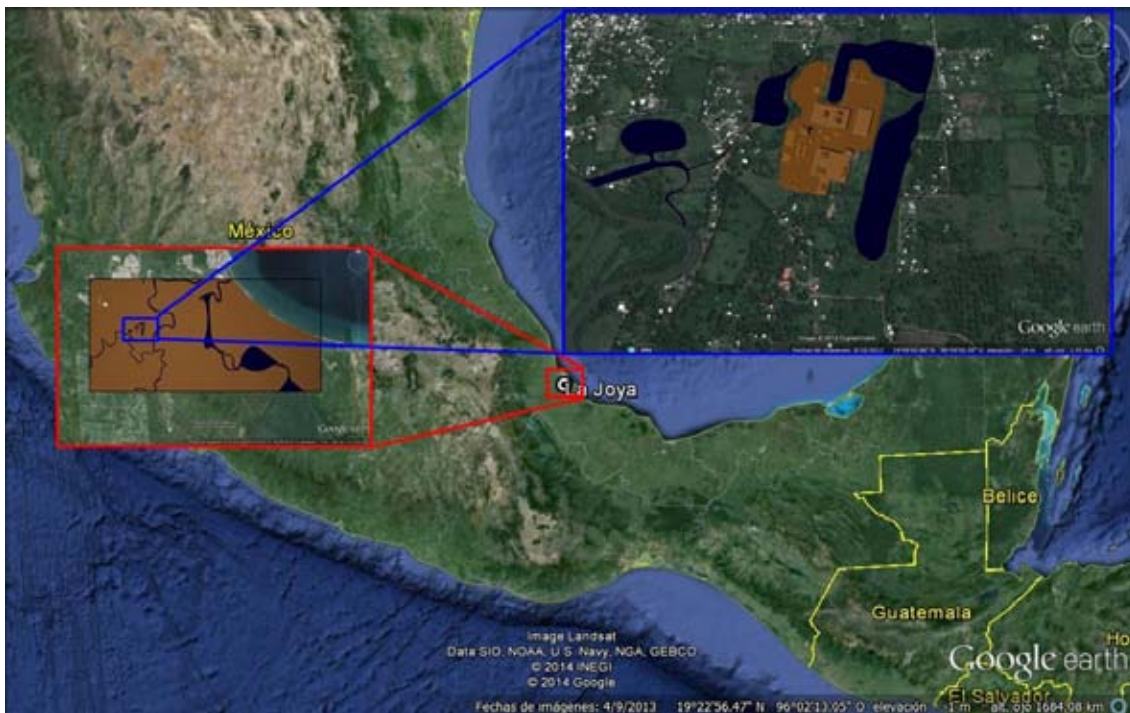 Google earth
México
Google earth
La Joya
Belice
Guatemala
Image Landsat
Data SIO, NOAA, U.S. Navy, NGA, GEBCO
© 2014 INEGI
© 2014 Google
Ho
Google earth
El Salvador
Fechas de imágenes: 4/9/2013 19°22'56.47" N 96°02'13.05" O elevación -1 m alt. ojo 1684.08 km